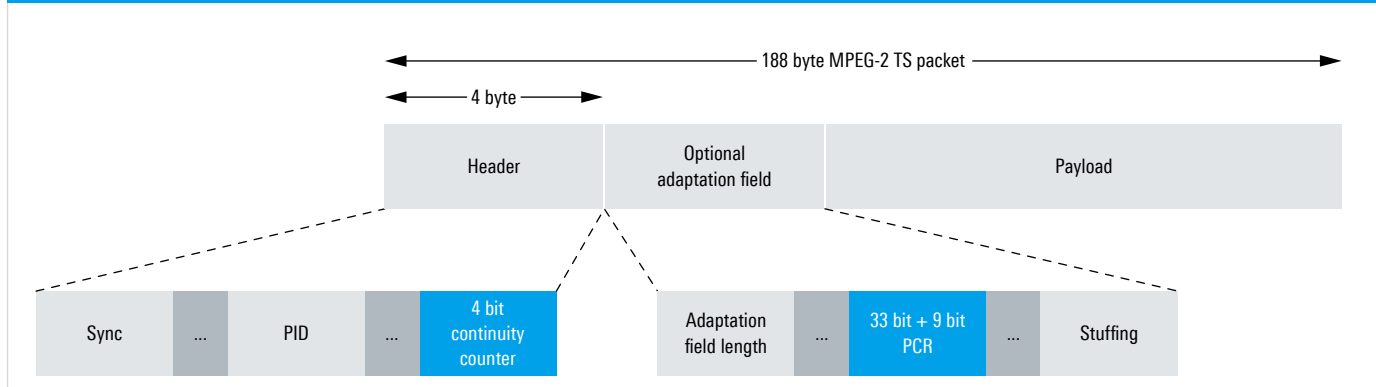 188 byte MPEG-2 TS packet
4 byte
Header
Optional
adaptation field
Payload
Sync
...
PID
...
4 bit
continuity
counter
Adaptation
field length
...
33 bit + 9 bit
PCR
...
Stuffing